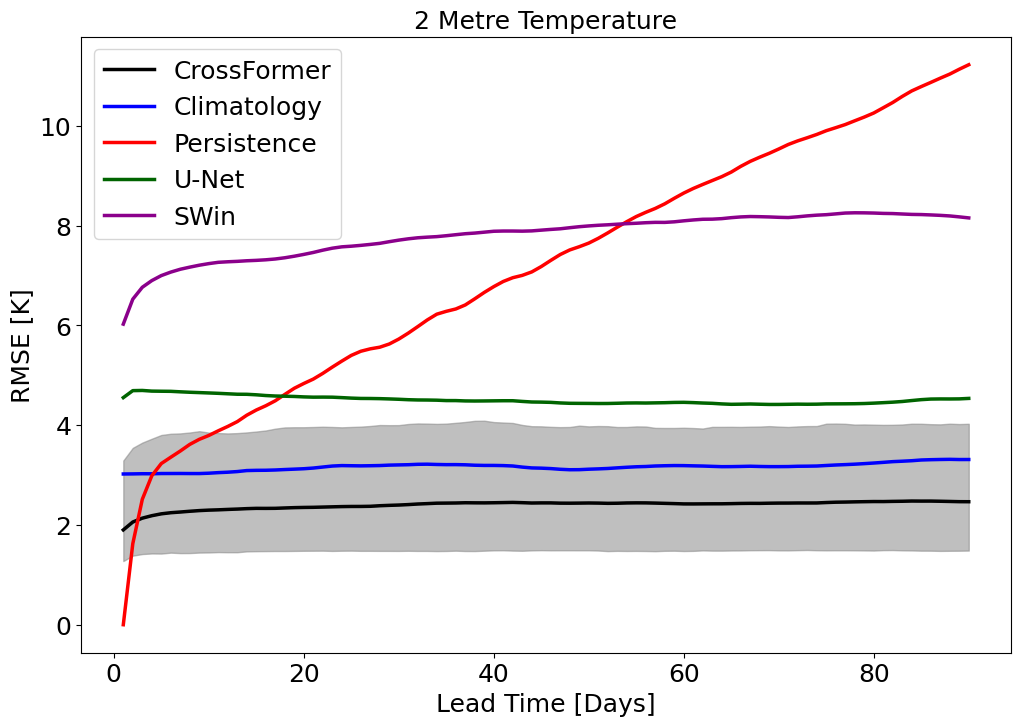 2 Metre Temperature
CrossFormer
Climatology
Persistence
U-Net
SWin
RMSE [K]
10
8
6
4
2
0
0 20 40 60 80
Lead Time [Days]